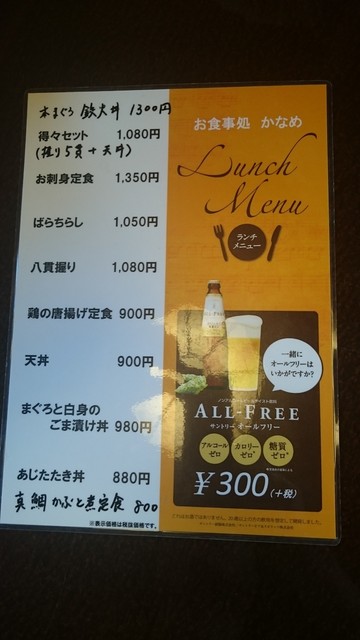 本まぐろ 鉄火丼 1300円
得々セット 1,080円
(握り5貫+天丼)
お刺身定食 1,350円
ばらちらし 1,050円
八貫握り 1,080円
鶏の唐揚げ定食 900円
天丼 900円
まぐろと白身の
ごま漬け丼 980円
あじたたき丼 880円
真鯛かぶと煮定食 800
※表示価格は税抜価格です。
お食事処 かなめ
Lunch
Menu
ランチ
メニュー
一緒に
オールフリーは
いかがですか?
ALL-FREE
サントリー オールフリー
アルコール
ゼロ
カロリー
ゼロ
糖質
ゼロ
¥300(+税)